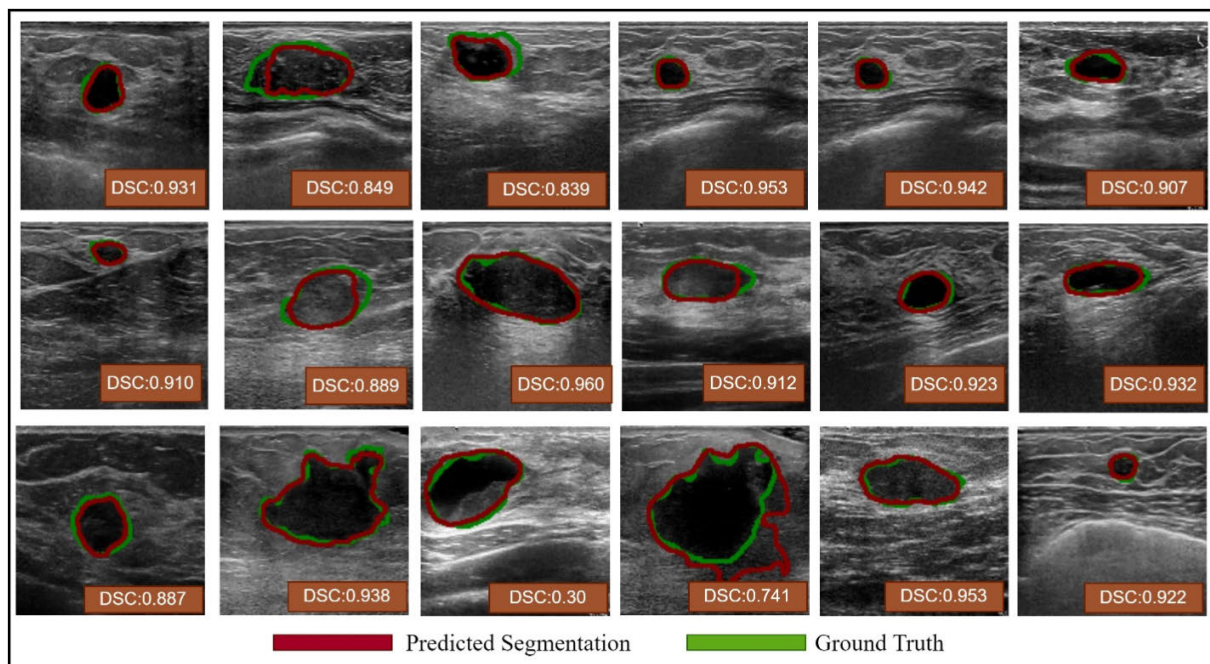 DSC:0.931
DSC:0.849
DSC:0.839
DSC:0.953
DSC:0.942
DSC:0.907
DSC:0.910
DSC:0.889
DSC:0.960
DSC:0.912
DSC:0.923
DSC:0.932
DSC:0.887
DSC:0.938
DSC:0.30
DSC:0.741
DSC:0.953
DSC:0.922
Predicted Segmentation Ground Truth